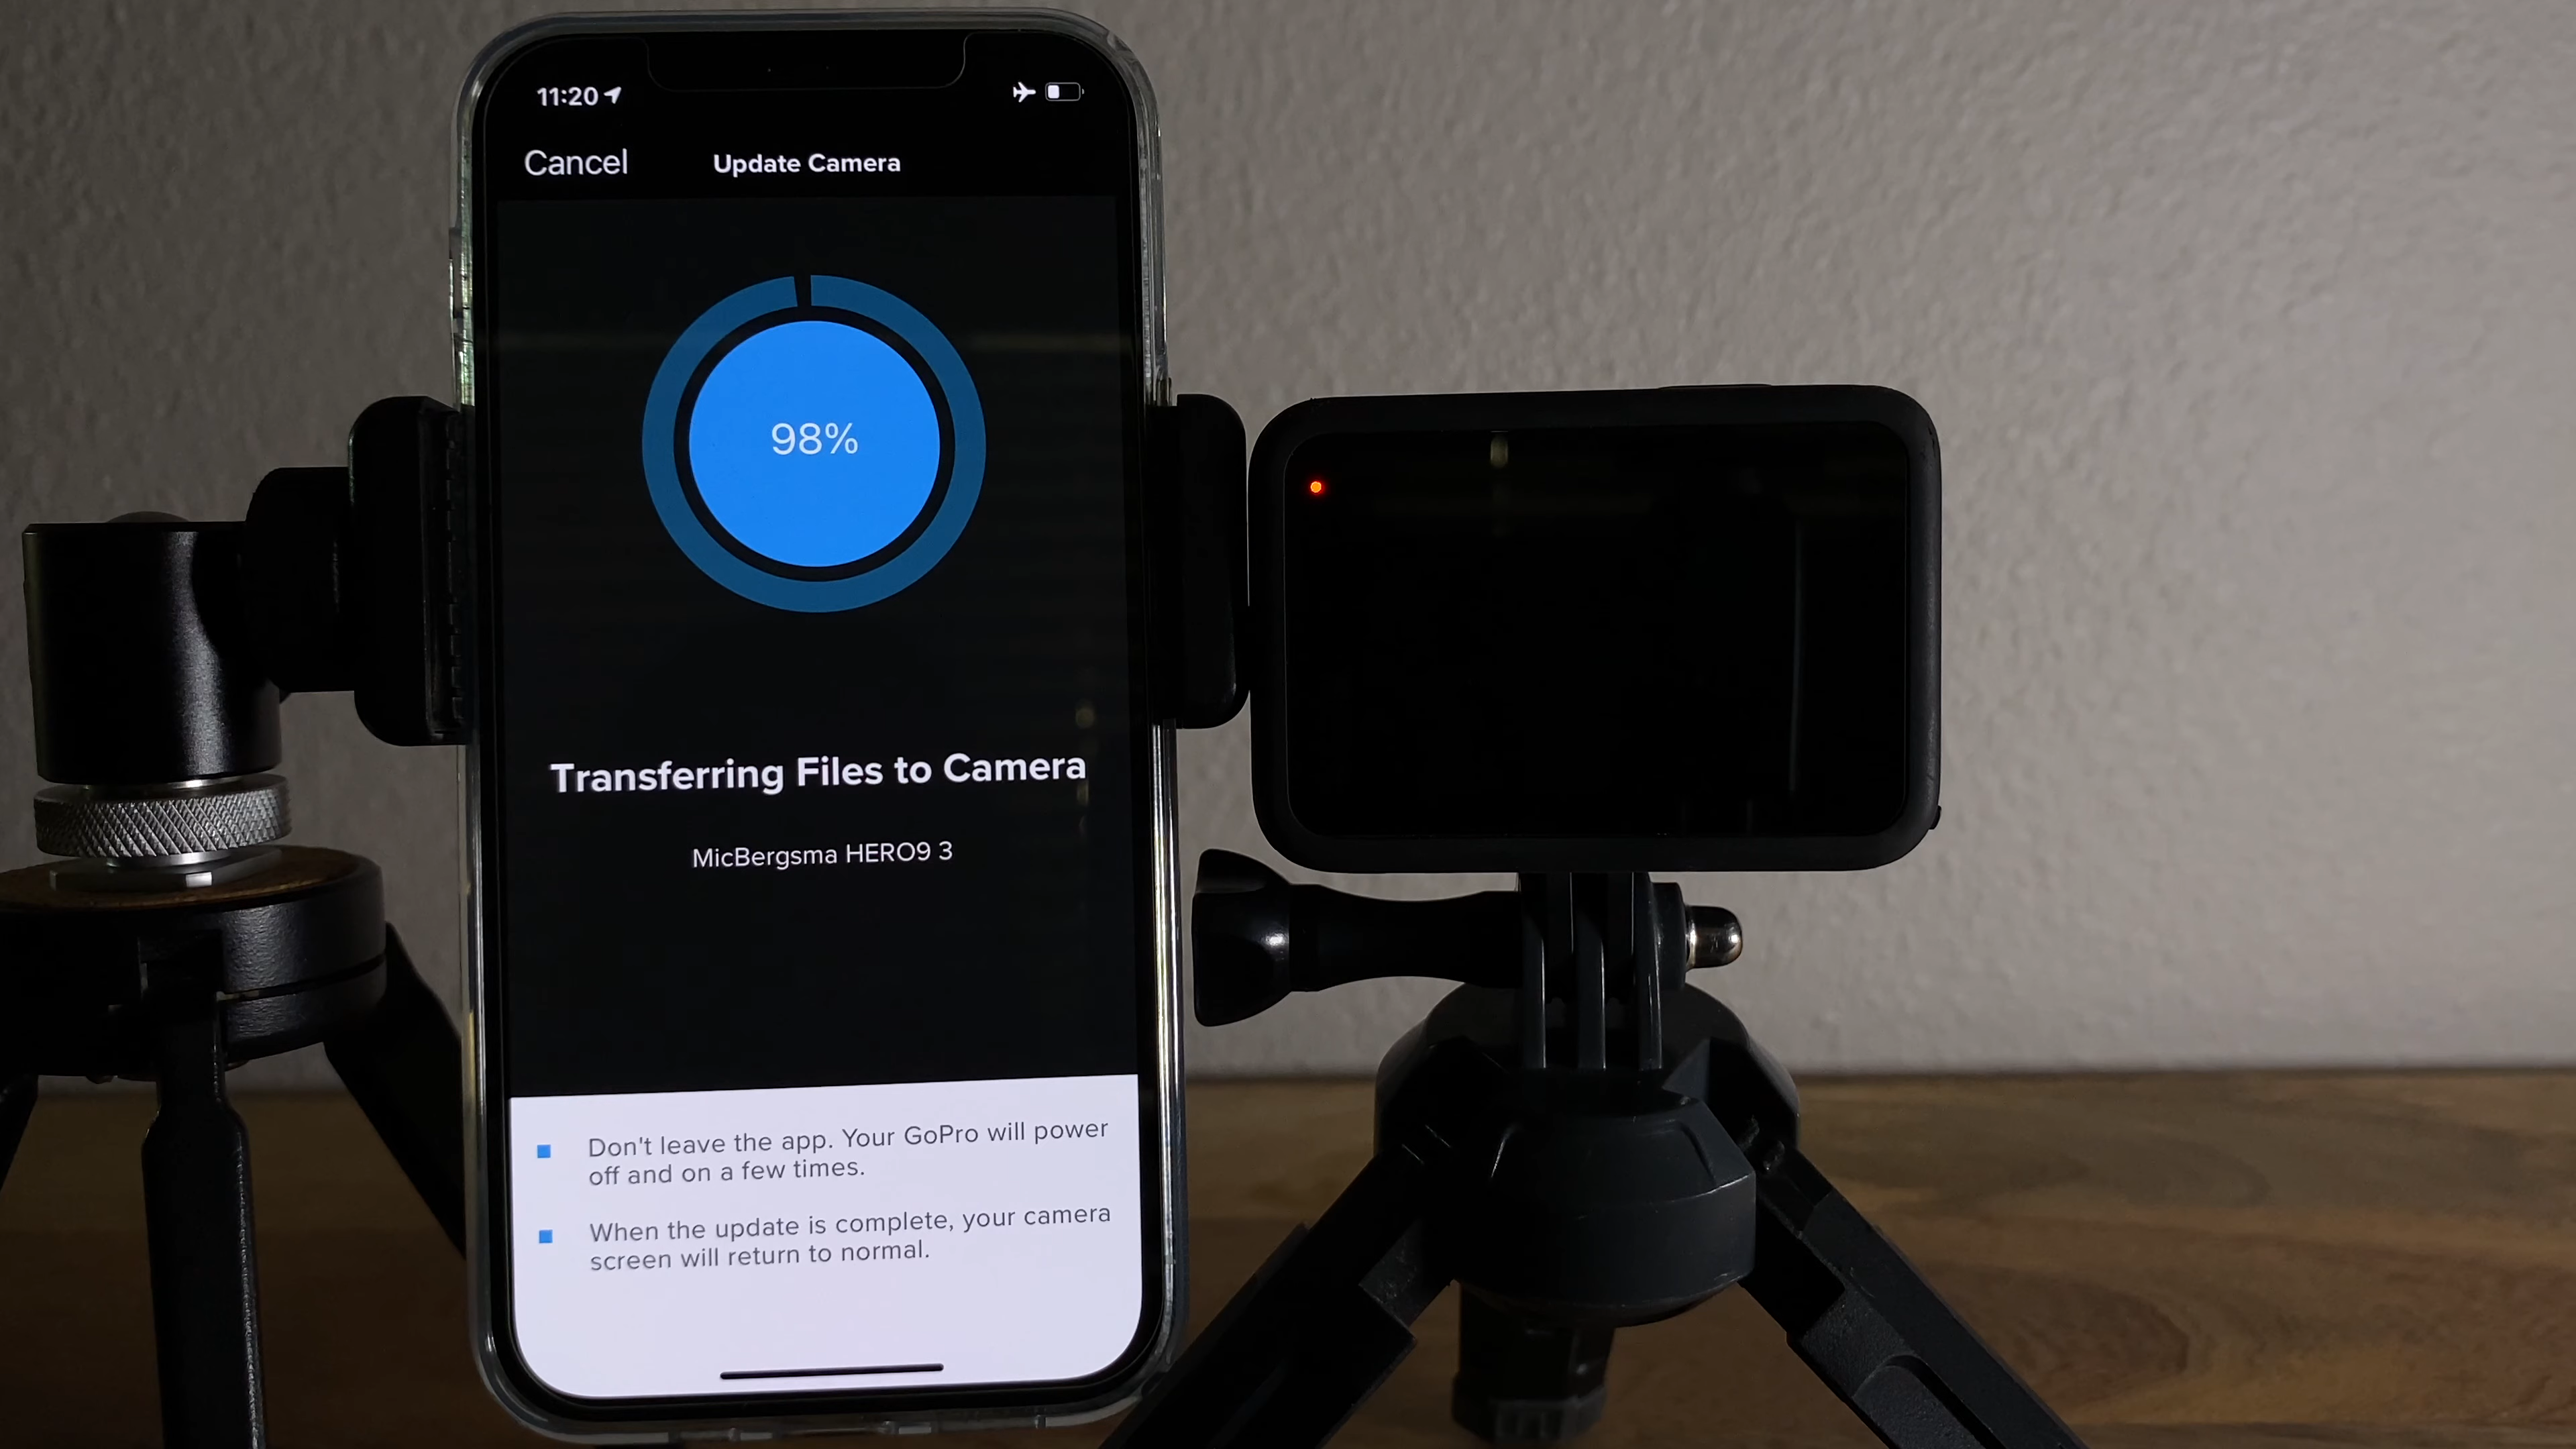 11:20
Cancel
Update Camera
98%
Transferring Files to Camera
MicBergsma HERO9 3
Don't leave the app. Your GoPro will power
off and on a few times.
When the update is complete, your camera
screen will return to normal.